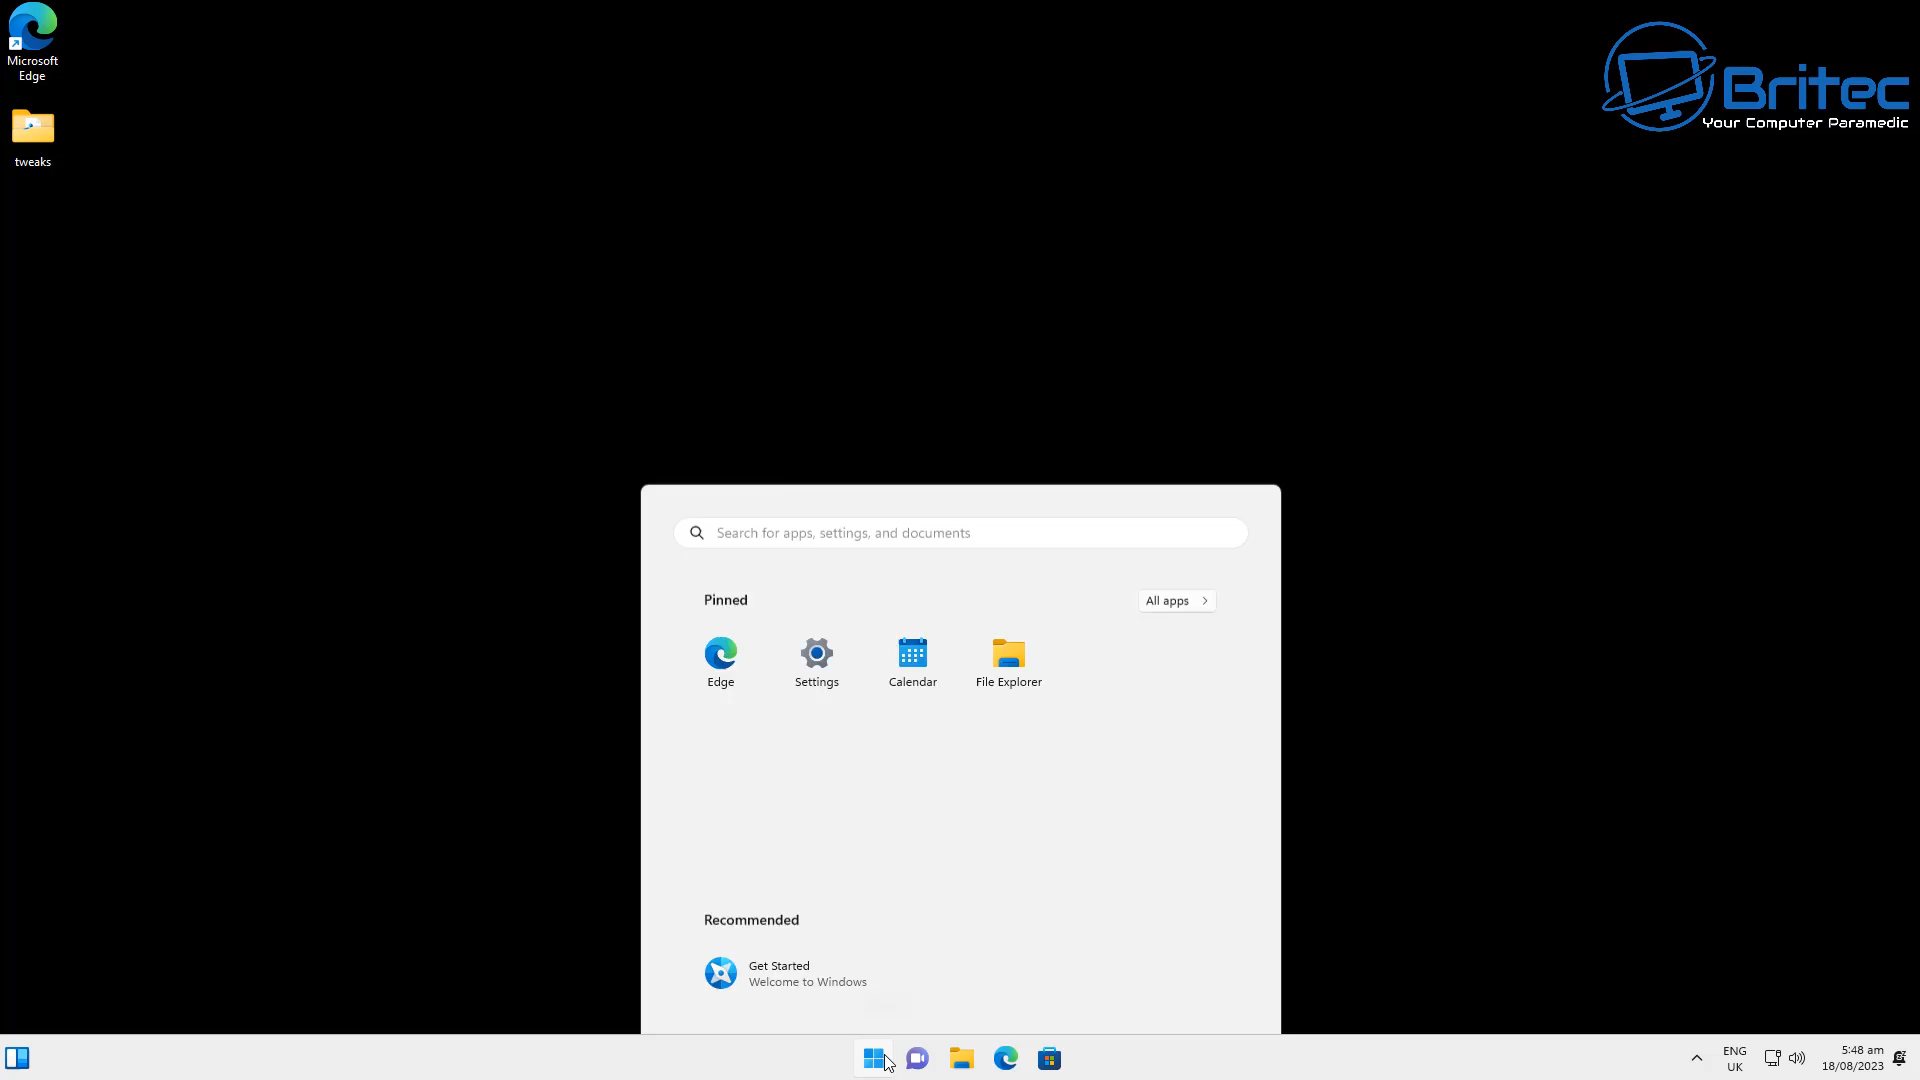 Microsoft
Edge
tweaks
Britec
Your Computer Paramedic
Search for apps, settings, and documents
Pinned
All apps
Edge
Settings
Calendar
File Explorer
Recommended
Get Started
Welcome to Windows
ENG
UK
5:48 am
18/08/2023